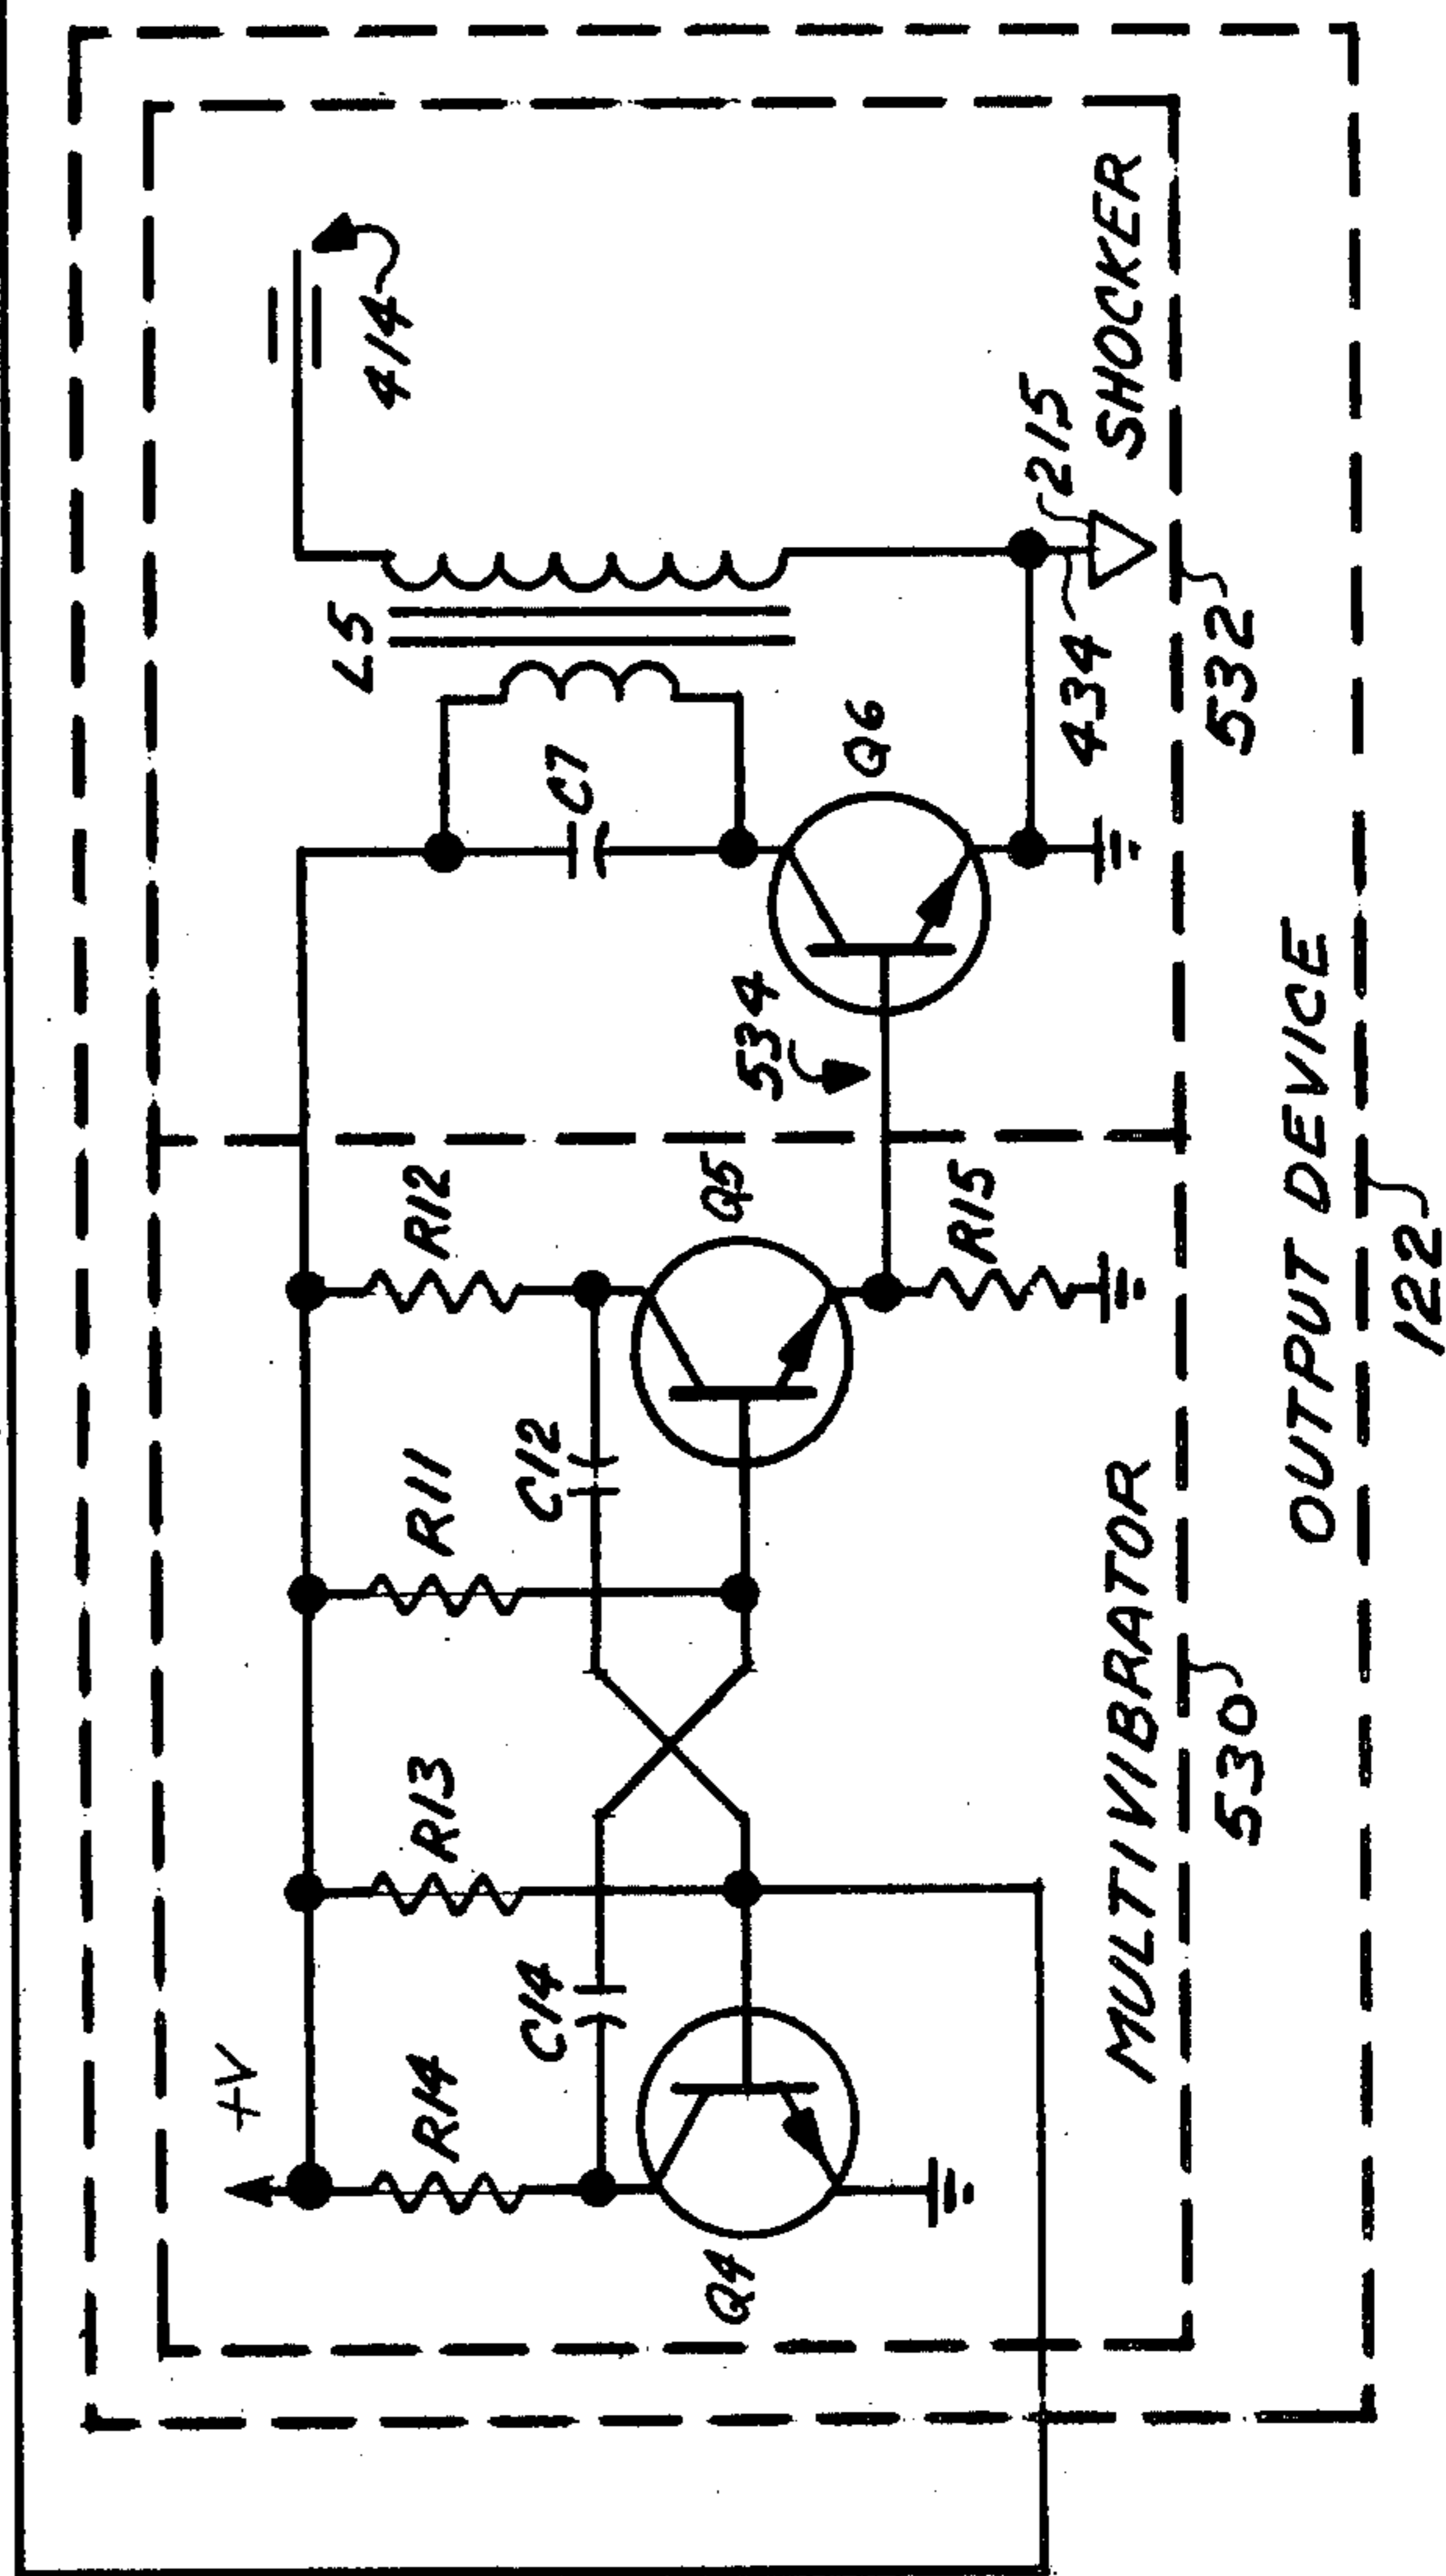 +V
R14
R13
R11
R12
C14
C12
Q4
Q5
534
R15
C7
L5
Q6
414
434
215
MULTIVIBRATOR
SHOCKER
530
532
OUTPUT DEVICE
122